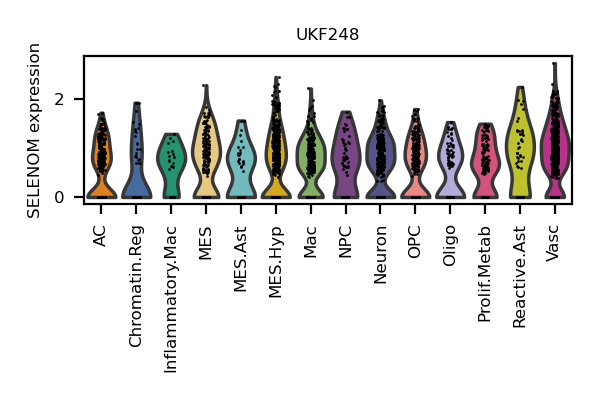 UKF248
SELENOM expression
2
0
AC
Chromatin.Reg
Inflammatory.Mac
MES
MES.Ast
MES.Hyp
Mac
NPC
Neuron
OPC
Oligo
Prolif.Metab
Reactive.Ast
Vasc